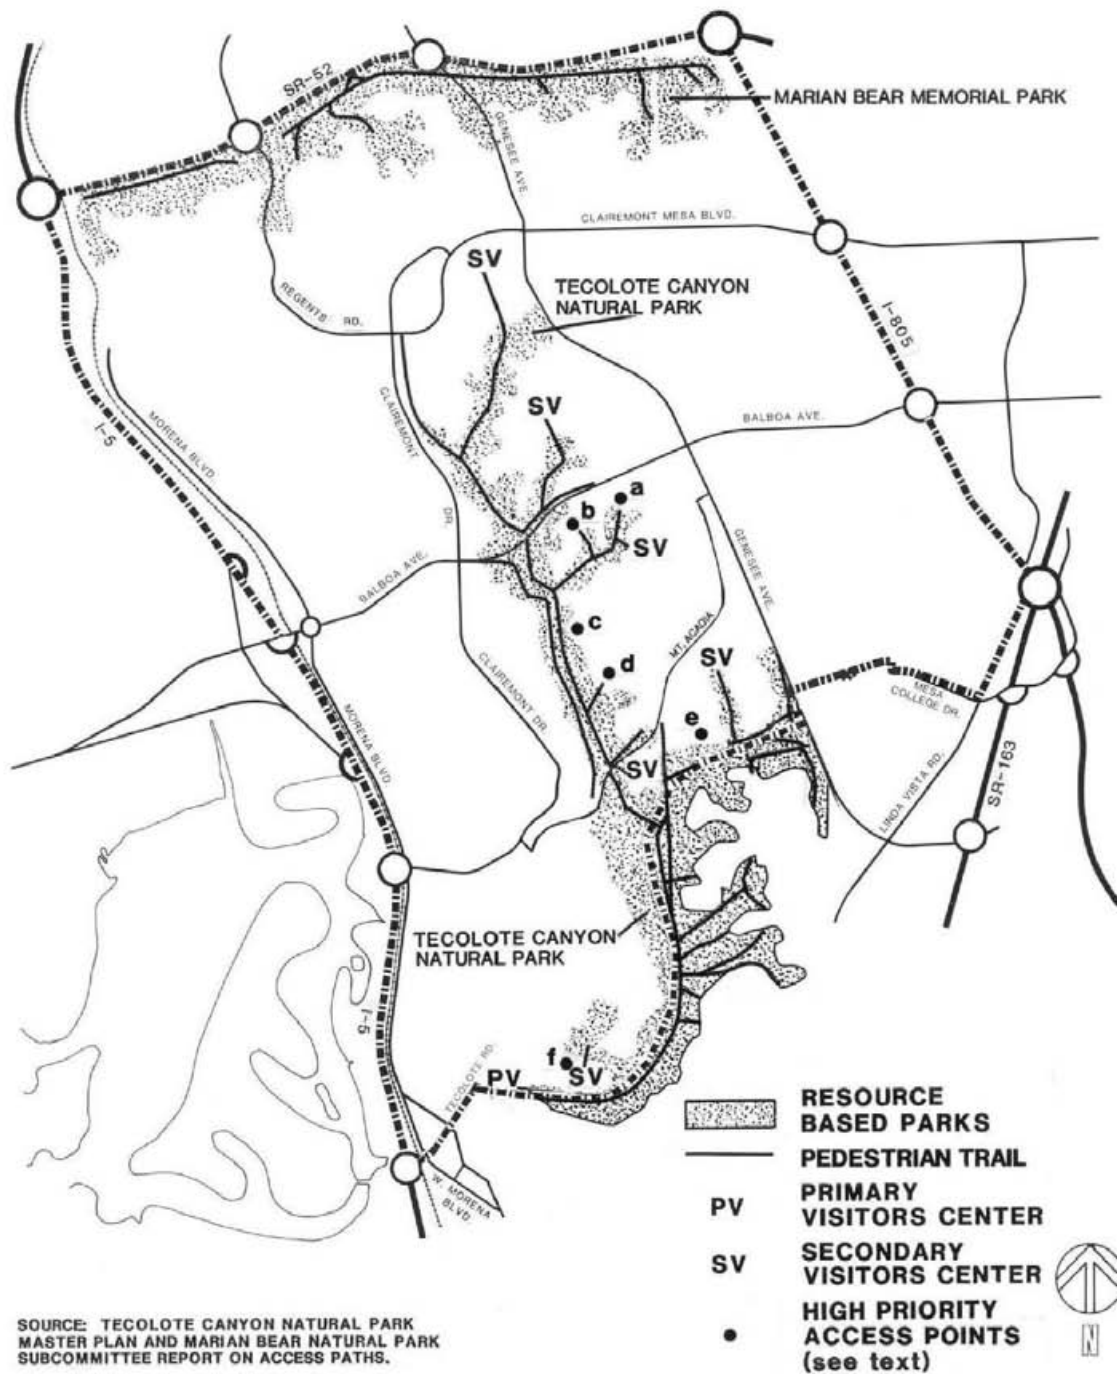 SR-52
MARIAN BEAR MEMORIAL PARK
GENESEE AVE.
CLAIREMONT MESA BLVD.
SV
TECOLOTE CANYON
NATURAL PARK
REGENTS RD.
I-805
CLAIREMONT DR.
SV
BALBOA AVE.
I-5
MORENA BLVD.
a
b
SV
GENESEE AVE.
BALBOA AVE.
c
MT. ACADIA
d
SV
CLAIREMONT DR.
MESA
COLLEGE DR.
e
MORENA BLVD.
SV
LINDA VISTA RD.
SR-163
TECOLOTE CANYON
NATURAL PARK
I-5
f
SV
PV
TECOLOTE RD.
W. MORENA
BLVD.
RESOURCE
BASED PARKS
PEDESTRIAN TRAIL
PV
PRIMARY
VISITORS CENTER
SV
SECONDARY
VISITORS CENTER
HIGH PRIORITY
ACCESS POINTS
(see text)
N
SOURCE: TECOLOTE CANYON NATURAL PARK
MASTER PLAN AND MARIAN BEAR NATURAL PARK
SUBCOMMITTEE REPORT ON ACCESS PATHS.